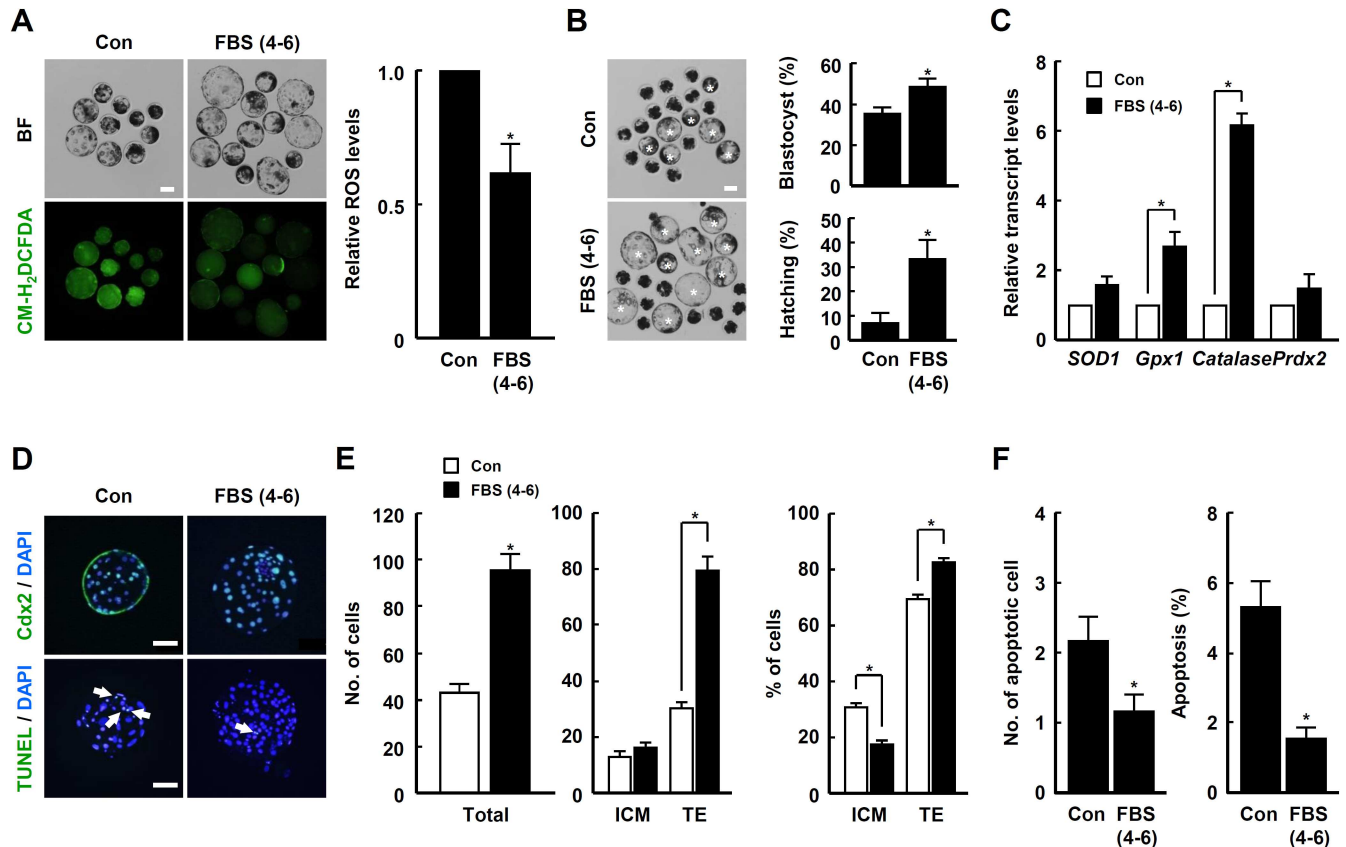 A
Con
FBS (4-6)
BF
CM-H₂DCFDA
Relative ROS levels
1.0
0.5
0
*
Con
FBS
(4-6)
B
Con
FBS (4-6)
* * * * * * * *
* * * * * * * * * *
Blastocyst (%)
60
40
20
0
*
Hatching (%)
50
40
30
20
10
0
*
Con
FBS
(4-6)
C
Con
FBS (4-6)
Relative transcript levels
8
6
4
2
0
*
*
SOD1 Gpx1 CatalasePrdx2
D
Con
FBS (4-6)
Cdx2 / DAPI
TUNEL / DAPI
E
Con
FBS (4-6)
No. of cells
120
100
80
60
40
20
0
*
Total
100
80
60
40
20
0
*
ICM TE
% of cells
100
80
60
40
20
0
*
*
ICM TE
F
No. of apoptotic cell
4
3
2
1
0
*
Con FBS
(4-6)
Apoptosis (%)
8
6
4
2
0
*
Con FBS
(4-6)